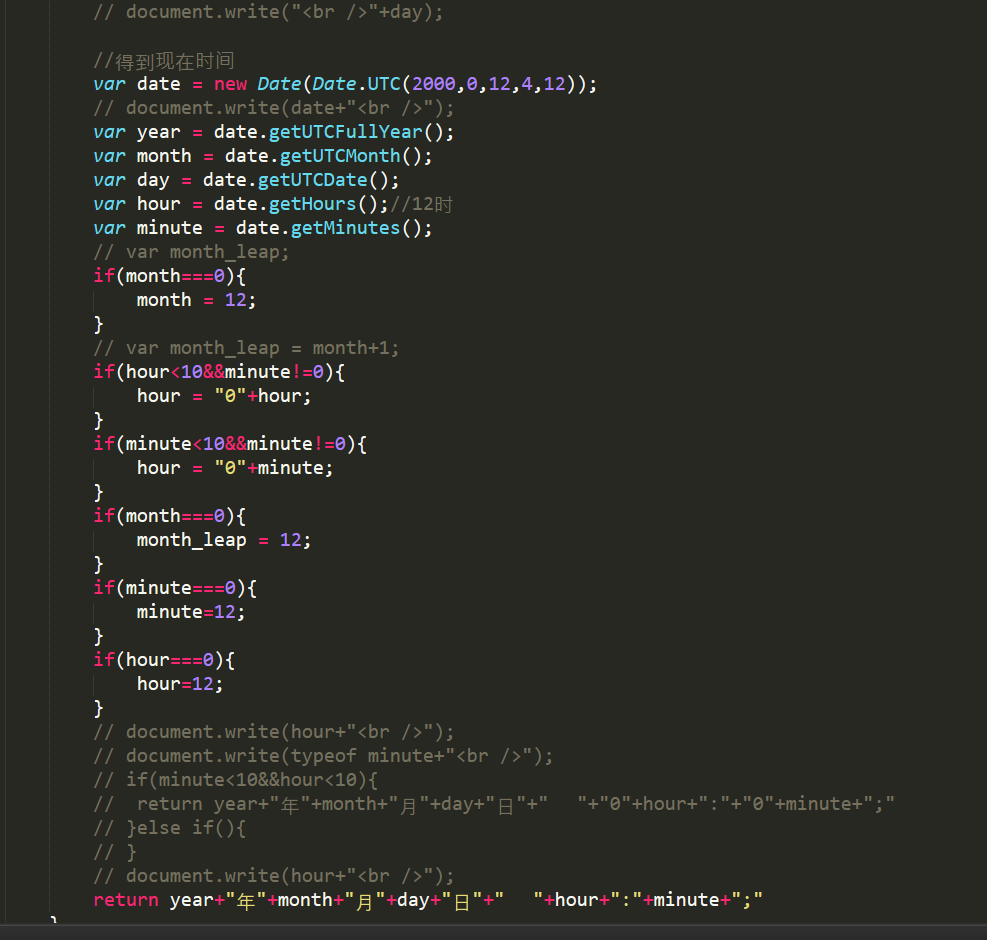 // document.write("<br />"+day);
//得到现在时间
var date = new Date(Date.UTC(2000,0,12,4,12));
// document.write(date+"<br />");
var year = date.getUTCFullYear();
var month = date.getUTCMonth();
var day = date.getUTCDate();
var hour = date.getHours();//12时
var minute = date.getMinutes();
// var month_leap;
if(month===0){
    month = 12;
}
// var month_leap = month+1;
if(hour<10&&minute!=0){
    hour = "0"+hour;
}
if(minute<10&&minute!=0){
    hour = "0"+minute;
}
if(month===0){
    month_leap = 12;
}
if(minute===0){
    minute=12;
}
if(hour===0){
    hour=12;
}
// document.write(hour+"<br />");
// document.write(typeof minute+"<br />");
// if(minute<10&&hour<10){
//  return year+"年"+month+"月"+day+"日"+"   "+"0"+hour+":"+"0"+minute+";"
// }else if(){
// }
// document.write(hour+"<br />");
return year+"年"+month+"月"+day+"日"+"   "+hour+":"+minute+";"
}